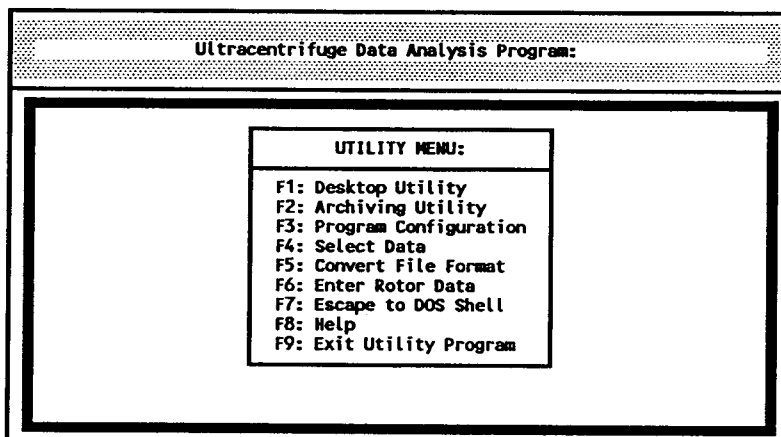 Ultracentrifuge Data Analysis Program:
UTILITY MENU:
F1: Desktop Utility
F2: Archiving Utility
F3: Program Configuration
F4: Select Data
F5: Convert File Format
F6: Enter Rotor Data
F7: Escape to DOS Shell
F8: Help
F9: Exit Utility Program